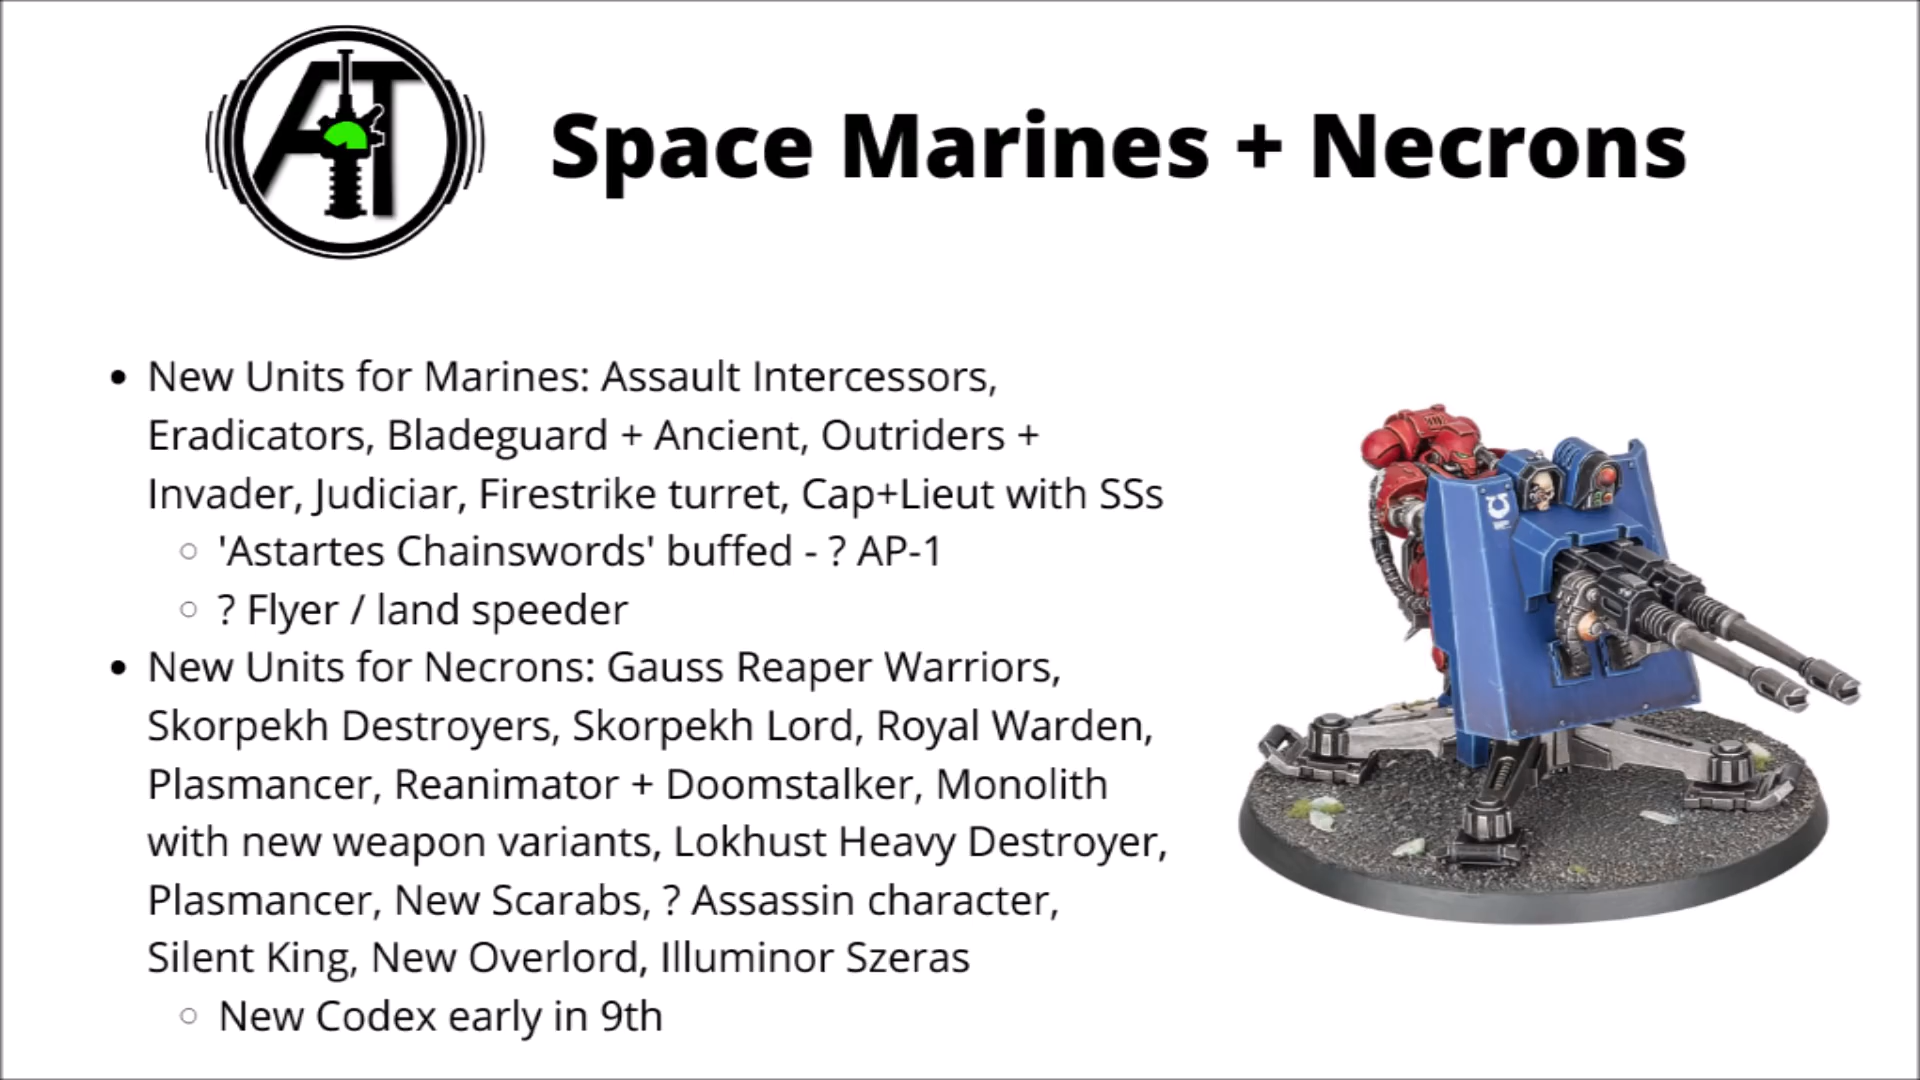 AT
Space Marines + Necrons
• New Units for Marines: Assault Intercessors,
Eradicators, Bladeguard + Ancient, Outriders +
Invader, Judiciar, Firestrike turret, Cap+Lieut with SSs
○ 'Astartes Chainswords' buffed - ? AP-1
○ ? Flyer / land speeder
• New Units for Necrons: Gauss Reaper Warriors,
Skorpekh Destroyers, Skorpekh Lord, Royal Warden,
Plasmancer, Reanimator + Doomstalker, Monolith
with new weapon variants, Lokhust Heavy Destroyer,
Plasmancer, New Scarabs, ? Assassin character,
Silent King, New Overlord, Illuminor Szeras
○ New Codex early in 9th